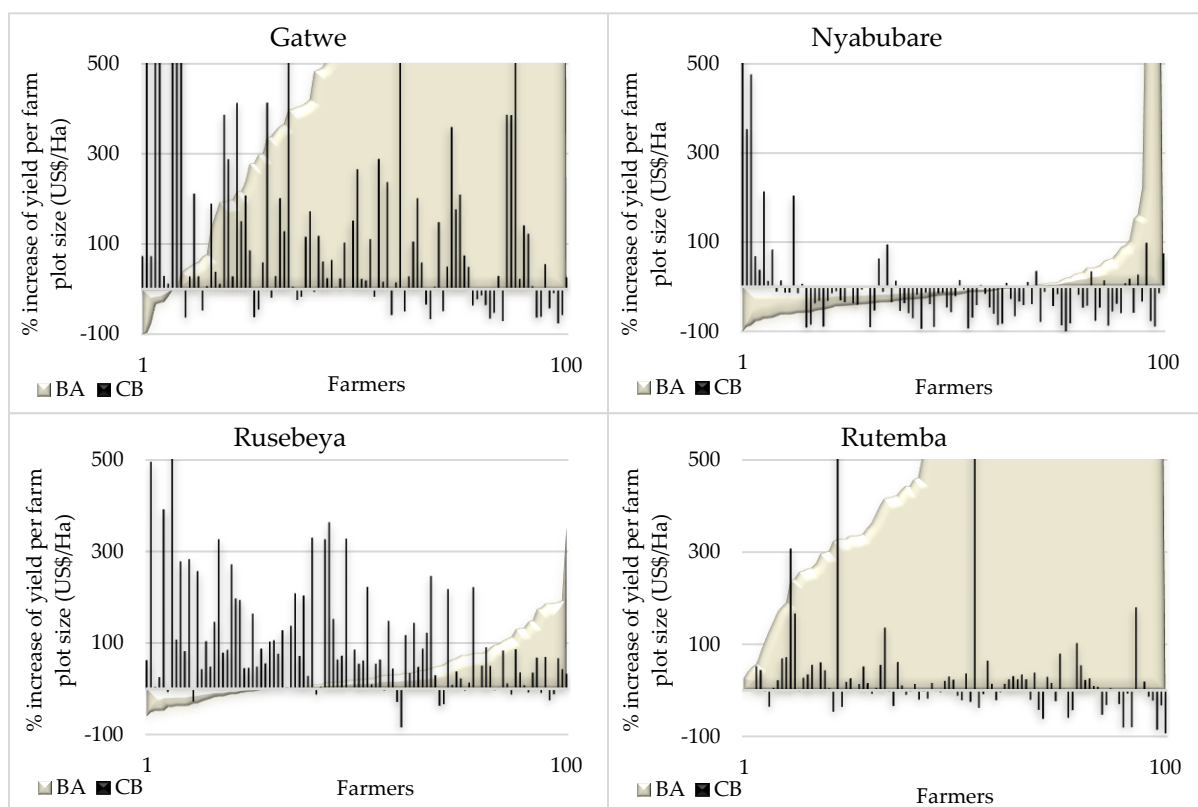 Gatwe
% increase of yield per farm
plot size (US$/Ha)
500
300
100
-100
1
100
Farmers
BA CB
Nyabubare
% increase of yield per farm
plot size (US$/Ha
500
300
100
-100
1
100
Farmers
BA CB
Rusebeya
% increase of yield per farm
plot size (US$/Ha)
500
300
100
-100
1
100
Farmers
BA CB
Rutemba
% increase of yield per farm
plot size (US$/Ha)
500
300
100
-100
1
100
Farmers
BA CB